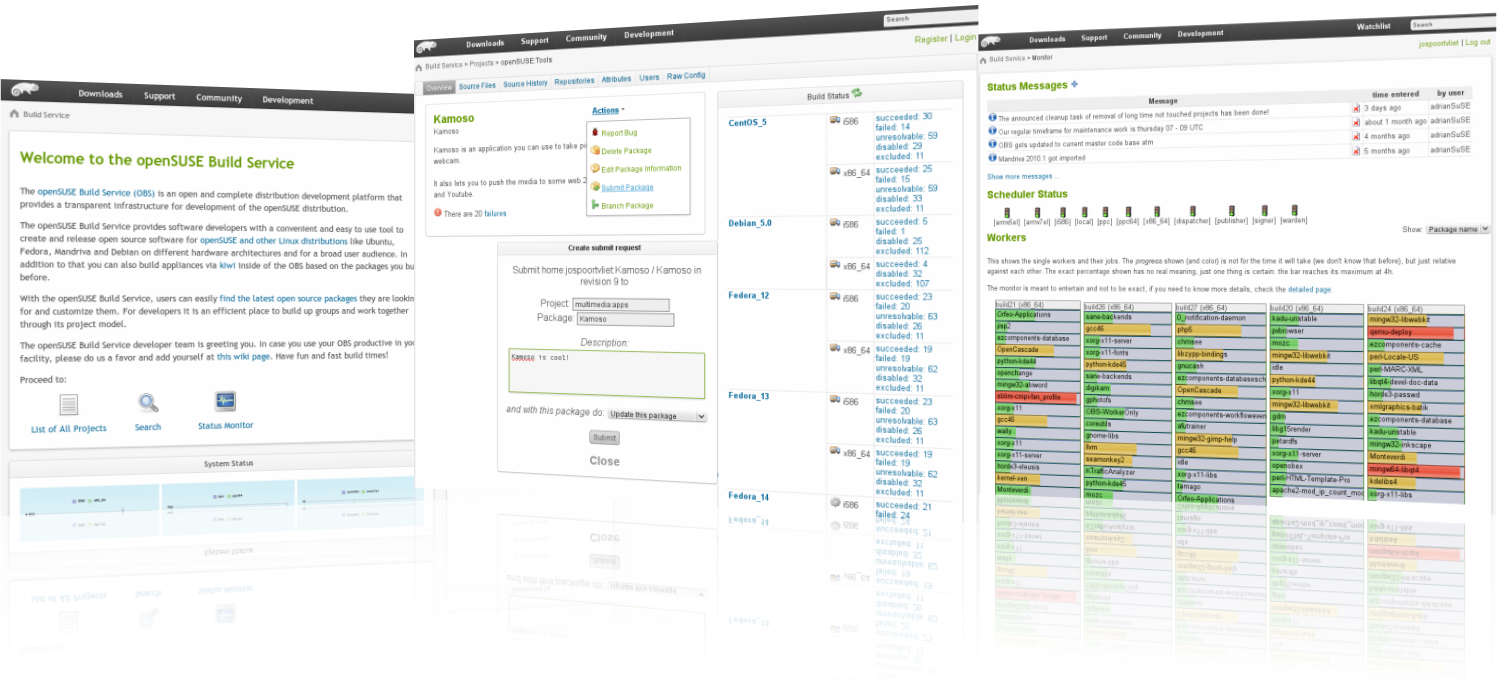 Downloads
Support
Community
Development
Build Service
Welcome to the openSUSE Build Service
The openSUSE Build Service (OBS) is an open and complete distribution development platform that
provides a transparent infrastructure for development of the openSUSE distribution.
The openSUSE Build Service provides software developers with a convenient and easy to use tool to
create and release open source software for openSUSE and other Linux distributions like Ubuntu,
Fedora, Mandriva and Debian on different hardware architectures and for a broad user audience. In
addition to that you can also build appliances via kiwi inside of the OBS based on the packages you bu
before.
With the openSUSE Build Service, users can easily find the latest open source packages they are lookin
for and customize them. For developers it is an efficient place to build up groups and work together
through its project model.
The openSUSE Build Service developer team is greeting you. In case you use your OBS productive in you
facility, please do us a favor and add yourself at this wiki page. Have fun and fast build times!
Proceed to:
List of All Projects
Search
Status Monitor
System Status
Search
Downloads
Support
Community
Development
Register | Login
Build Service » Projects » openSUSE:Tools
Overview
Source Files
Source History
Repositories
Attributes
Users
Raw Config
Kamoso
Kamoso
Kamoso is an application you can use to take pi
webcam.
It also lets you to push the media to some web 2
and Youtube.
There are 20 failures
Actions
Report Bug
Delete Package
Edit Package Information
Submit Package
Branch Package
Create submit request
Submit home:jospoortvliet:Kamoso / Kamoso in
revision 9 to
Project: multimedia:apps
Package: Kamoso
Description:
Kamoso is cool!
and with this package do: Update this package
Submit
Close
Build Status
CentOS_5
i586
succeeded: 30
failed: 14
unresolvable: 59
disabled: 29
excluded: 11
x86_64
succeeded: 25
failed: 15
unresolvable: 59
disabled: 33
excluded: 11
Debian_5.0
i586
succeeded: 5
failed: 1
disabled: 25
excluded: 112
x86_64
succeeded: 4
disabled: 32
excluded: 107
Fedora_12
i586
succeeded: 23
failed: 20
unresolvable: 63
disabled: 26
excluded: 11
x86_64
succeeded: 19
failed: 19
unresolvable: 62
disabled: 32
excluded: 11
Fedora_13
i586
succeeded: 23
failed: 20
unresolvable: 63
disabled: 26
excluded: 11
x86_64
succeeded: 19
failed: 19
unresolvable: 62
disabled: 32
excluded: 11
Fedora_14
i586
succeeded: 21
failed: 24
Watchlist
Search
Downloads
Support
Community
Development
jospoortvliet | Log out
Build Service » Monitor
Status Messages
Message
time entered
by user
The announced cleanup task of removal of long time not touched projects has been done!
3 days ago
adrianSuSE
Our regular timeframe for maintenance work is thursday 07 - 09 UTC
about 1 month ago
adrianSuSE
OBS gets updated to current master code base atm
4 months ago
adrianSuSE
Mandriva 2010.1 got imported
5 months ago
adrianSuSE
Show more messages ...
Scheduler Status
[armv5el] [armv7el] [i586] [local] [ppc] [ppc64] [x86_64] [dispatcher] [publisher] [signer] [warden]
Workers
Show: Package name
This shows the single workers and their jobs. The progress shown (and color) is not for the time it will take (we don't know that before), but just relative
against each other. The exact percentage shown has no real meaning, just one thing is certain: the bar reaches its maximum at 4h.
The monitor is meant to entertain and not to be exact, if you need to know more details, check the detailed page.
build21 (x86_64)
Orfeo-Applications
jisp2
ezcomponents-database
OpenCascade
python-kde44
openchange
mingw32-abiword
sblim-cmpi-fan_profile
xorg-x11
gcc46
wally
xorg-x11
xorg-x11-server
horde3-eleusis
kernel-xen
Monteverdi
build26 (x86_64)
sane-backends
gcc46
xorg-x11-server
xorg-x11-fonts
python-kde45
sane-backends
digikam
gphotofs
OBS-WorkerOnly
coreutils
gnome-libs
llvm
seamonkey2
KTrafficAnalyzer
python-kde45
mozc
build27 (x86_64)
0_notification-daemon
php5
chmsee
libzypp-bindings
gnucash
ezcomponents-databasesch
OpenCascade
chmsee
ezcomponents-workfloweven
afutrainer
mingw32-gimp-help
gcc46
idle
xorg-x11-libs
tamago
Orfeo-Applications
build20 (x86_64)
kadu-unstable
pvbrowser
mozc
mingw32-libwebkit
idle
python-kde44
xorg-x11
mingw32-libwebkit
gdm
libg15render
petardfs
xorg-x11-server
openobex
perl-HTML-Template-Pro
apache2-mod_ip_count_mod
build24 (x86_64)
mingw32-libwebkit
qemu-deploy
ezcomponents-cache
perl-Locale-US
perl-MARC-XML
libqt4-devel-doc-data
horde3-passwd
xmlgraphics-batik
ezcomponents-database
kadu-unstable
mingw32-inkscape
Monteverdi
mingw64-libqt4
kdelibs4
xorg-x11-libs